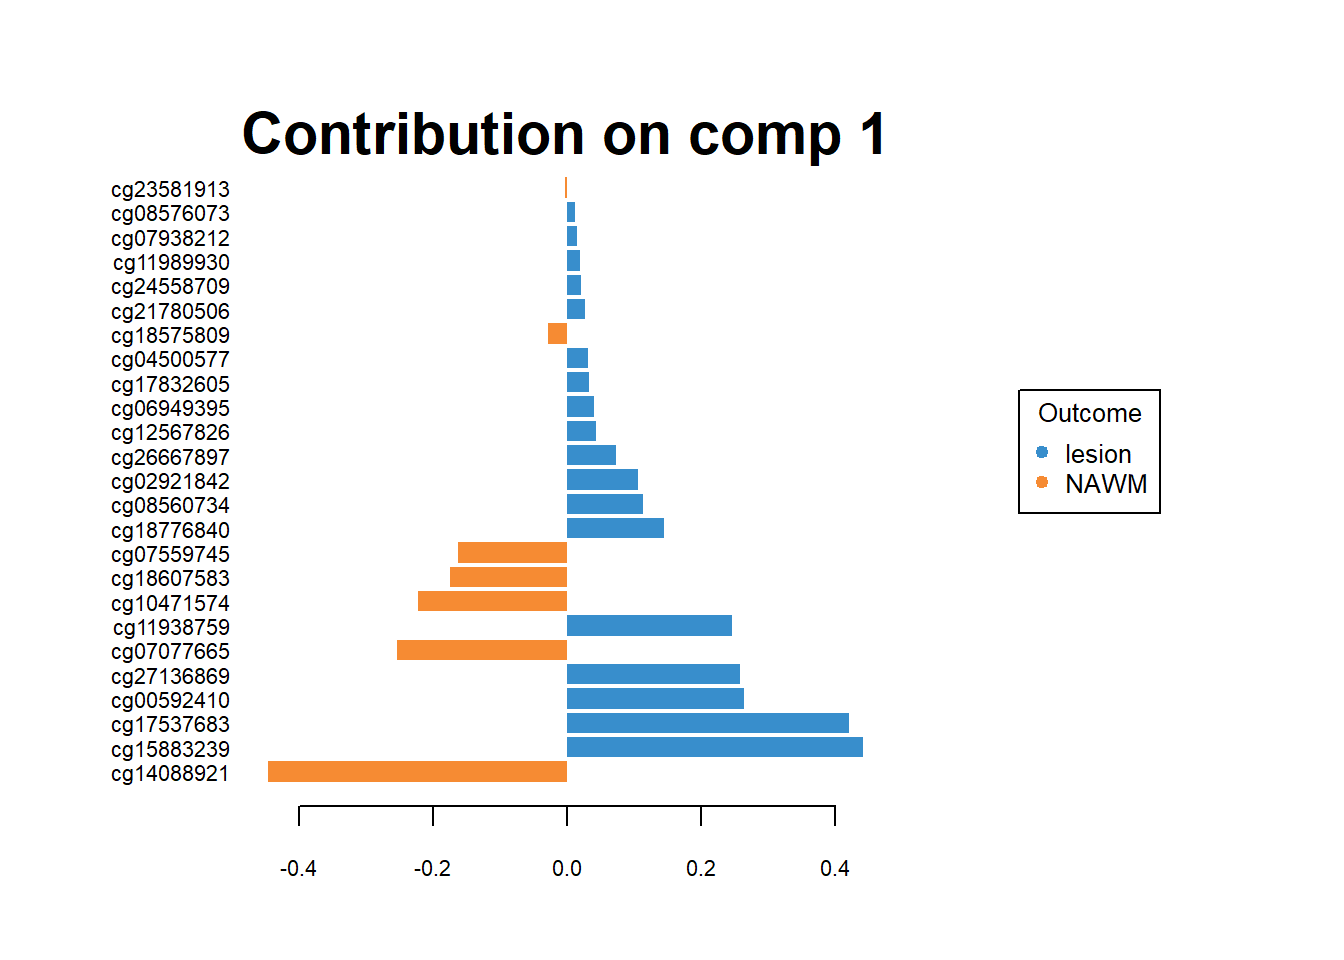 Contribution on comp 1
cg23581913
cg08576073
cg07938212
cg11989930
cg24558709
cg21780506
cg18575809
cg04500577
cg17832605
cg06949395
cg12567826
cg26667897
cg02921842
cg08560734
cg18776840
cg07559745
cg18607583
cg10471574
cg11938759
cg07077665
cg27136869
cg00592410
cg17537683
cg15883239
cg14088921
-0.4 -0.2 0.0 0.2 0.4
Outcome
lesion
NAWM